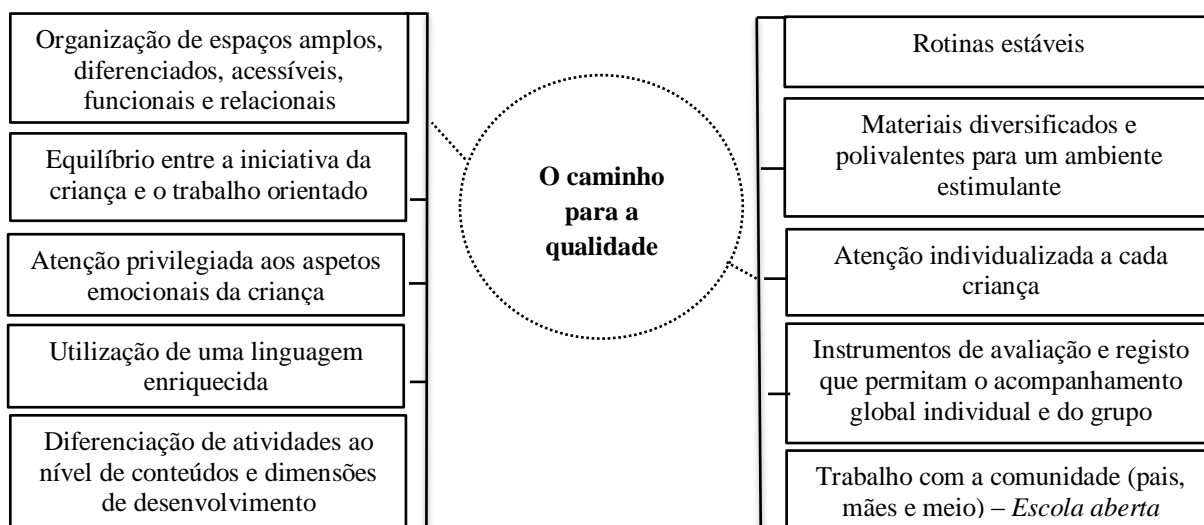 Organização de espaços amplos,
diferenciados, acessíveis,
funcionais e relacionais
Equilíbrio entre a iniciativa da
criança e o trabalho orientado
Atenção privilegiada aos aspetos
emocionais da criança
Utilização de uma linguagem
enriquecida
Diferenciação de atividades ao
nível de conteúdos e dimensões
de desenvolvimento
O caminho
para a
qualidade
Rotinas estáveis
Materiais diversificados e
polivalentes para um ambiente
estimulante
Atenção individualizada a cada
criança
Instrumentos de avaliação e registo
que permitam o acompanhamento
global individual e do grupo
Trabalho com a comunidade (pais,
mães e meio) – Escola aberta